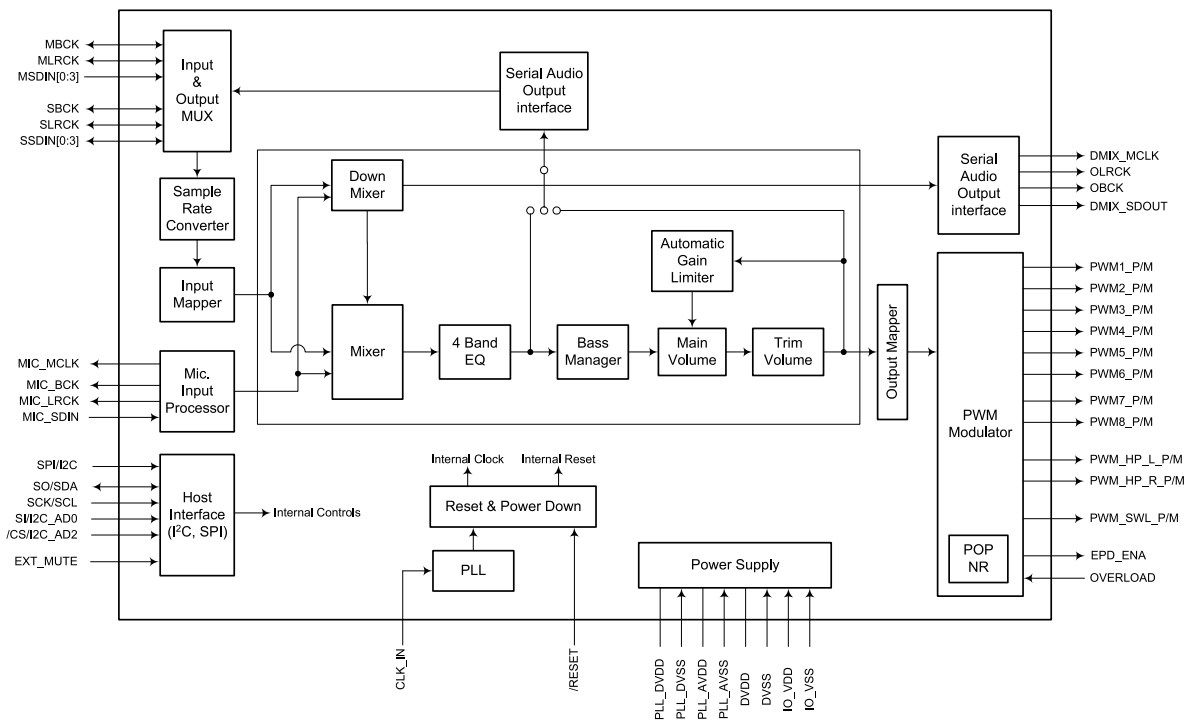 MBCK
MLRCK
MSDIN[0:3]
SBCK
SLRCK
SSDIN[0:3]
Input
&
Output
MUX
Serial Audio
Output
interface
Sample
Rate
Converter
Down
Mixer
Serial
Audio
Output
interface
DMIX_MCLK
OLRCK
OBCK
DMIX_SDOUT
Input
Mapper
Automatic
Gain
Limiter
Mixer
4 Band
EQ
Bass
Manager
Main
Volume
Trim
Volume
Output Mapper
MIC_MCLK
MIC_BCK
MIC_LRCK
MIC_SDIN
Mic.
Input
Processor
PWM
Modulator
PWM1_P/M
PWM2_P/M
PWM3_P/M
PWM4_P/M
PWM5_P/M
PWM6_P/M
PWM7_P/M
PWM8_P/M
PWM_HP_L_P/M
PWM_HP_R_P/M
PWM_SWL_P/M
EPD_ENA
OVERLOAD
POP
NR
SPI/I2C
SO/SDA
SCK/SCL
SI/I2C_AD0
/CS/I2C_AD2
EXT_MUTE
Host
Interface
(I²C, SPI)
Internal Controls
Internal Clock
Internal Reset
Reset & Power Down
PLL
Power Supply
CLK_IN
/RESET
PLL_DVDD
PLL_DVSS
PLL_AVDD
PLL_AVSS
DVDD
DVSS
IO_VDD
IO_VSS